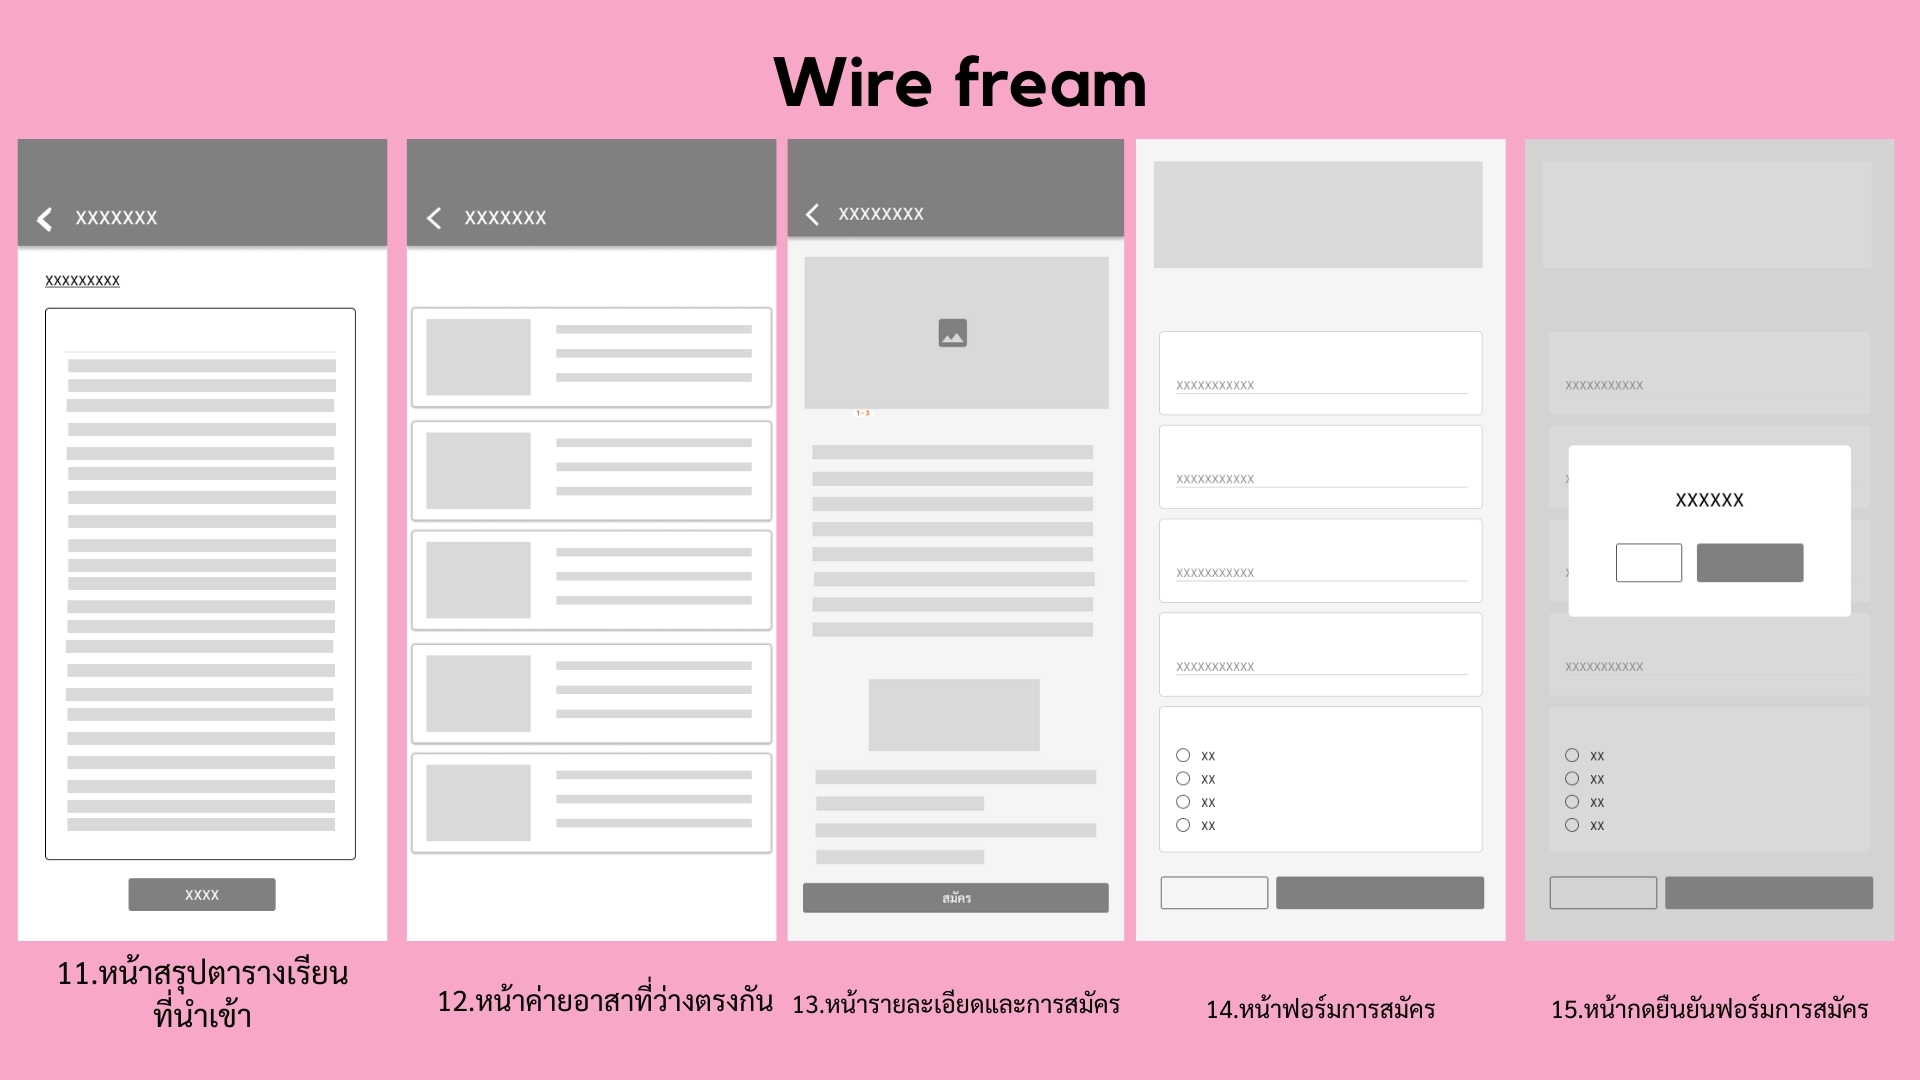 Wire fream
XXXXXXX
XXXXXXXXX
XXXX
11.หน้าสรุปตารางเรียน
ที่นำเข้า
XXXXXXX
12.หน้าค่ายอาสาที่ว่างตรงกัน
XXXXXXXX
1 - 3
สมัคร
13.หน้ารายละเอียดและการสมัคร
XXXXXXXXXXX
XXXXXXXXXXX
XXXXXXXXXXX
XXXXXXXXXXX
XX
XX
XX
XX
14.หน้าฟอร์มการสมัคร
XXXXXXXXXXX
XXXXXX
XXXXXXXXXXX
XX
XX
XX
XX
15.หน้ากดยืนยันฟอร์มการสมัคร